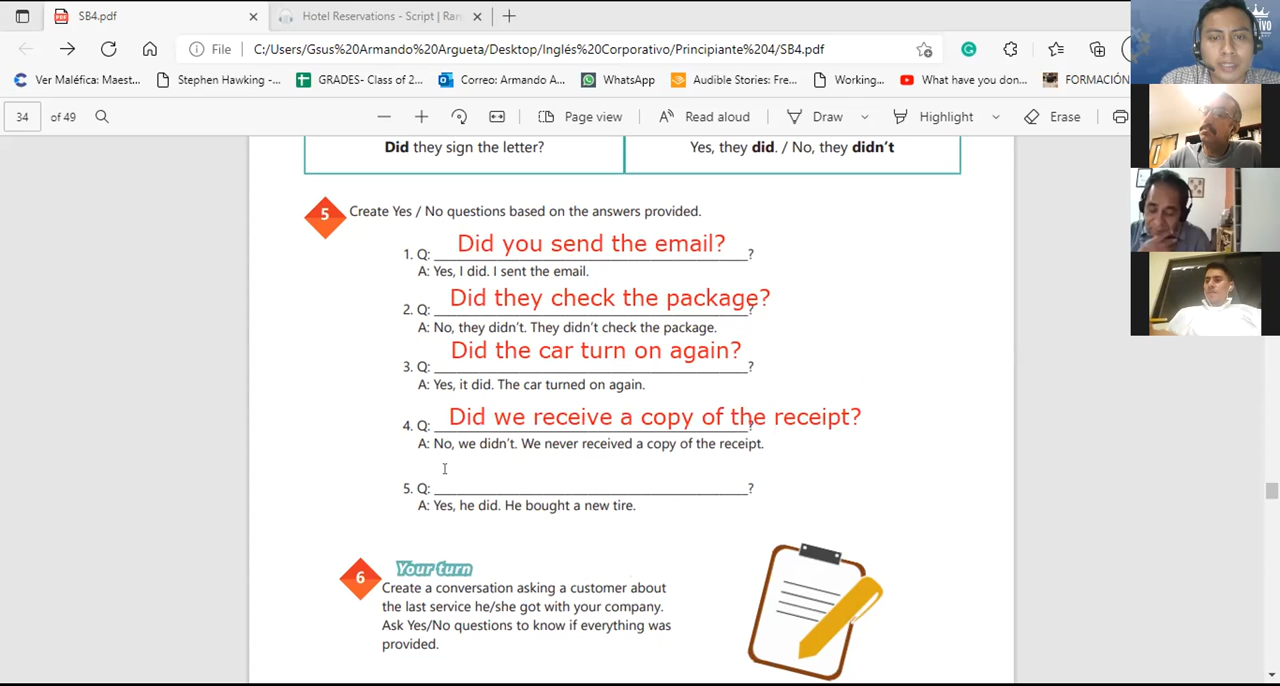 SB4.pdf
Hotel Reservations - Script | Ran
File C:/Users/Gsus%20Armando%20Argueta/Desktop/Inglés%20Corporativo/Principiante%204/SB4.pdf
Ver Maléfica: Maest... Stephen Hawking -... GRADES- Class of 2... Correo: Armando A... WhatsApp Audible Stories: Fre... Working... What have you don... FORMACIÓN
34 of 49 Page view Read aloud Draw Highlight Erase
Did they sign the letter? Yes, they did. / No, they didn't
5 Create Yes / No questions based on the answers provided.
Did you send the email?
1. Q: ?
A: Yes, I did. I sent the email.
Did they check the package?
2. Q: ?
A: No, they didn't. They didn't check the package.
Did the car turn on again?
3. Q: ?
A: Yes, it did. The car turned on again.
Did we receive a copy of the receipt?
4. Q: ?
A: No, we didn't. We never received a copy of the receipt.
5. Q: ?
A: Yes, he did. He bought a new tire.
6 Your turn
Create a conversation asking a customer about
the last service he/she got with your company.
Ask Yes/No questions to know if everything was
provided.